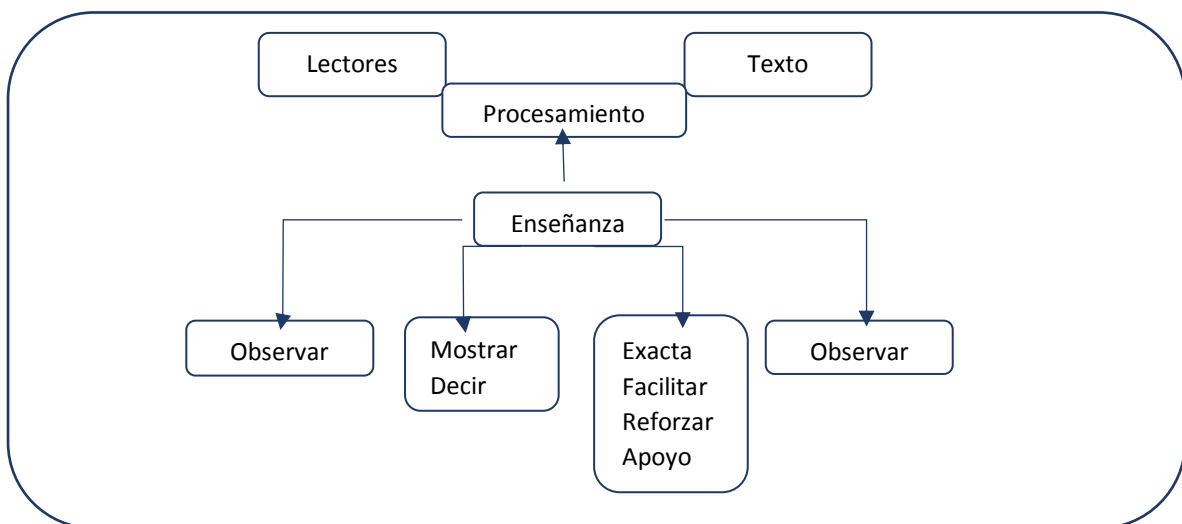 Lectores
Texto
Procesamiento
Enseñanza
Observar
Mostrar
Decir
Exacta
Facilitar
Reforzar
Apoyo
Observar